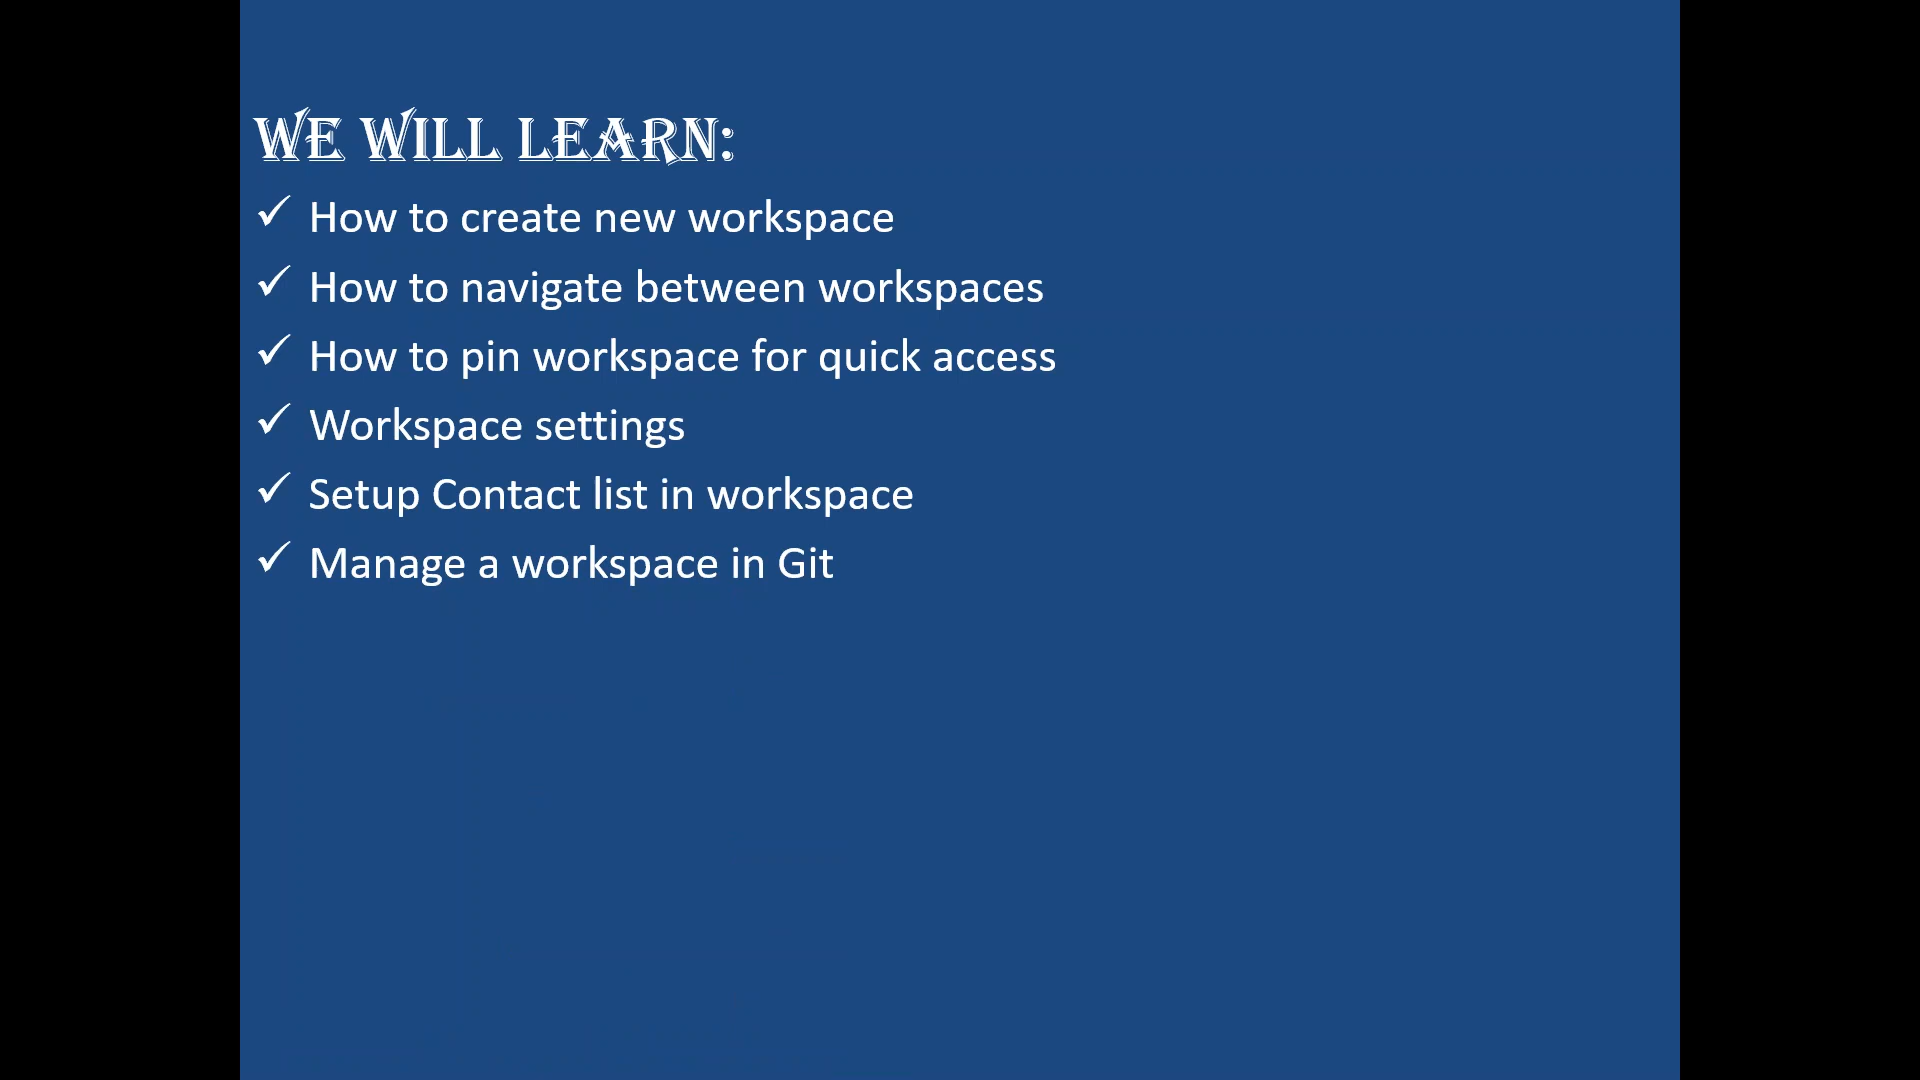 WE WILL LEARN:
✓ How to create new workspace
✓ How to navigate between workspaces
✓ How to pin workspace for quick access
✓ Workspace settings
✓ Setup Contact list in workspace
✓ Manage a workspace in Git